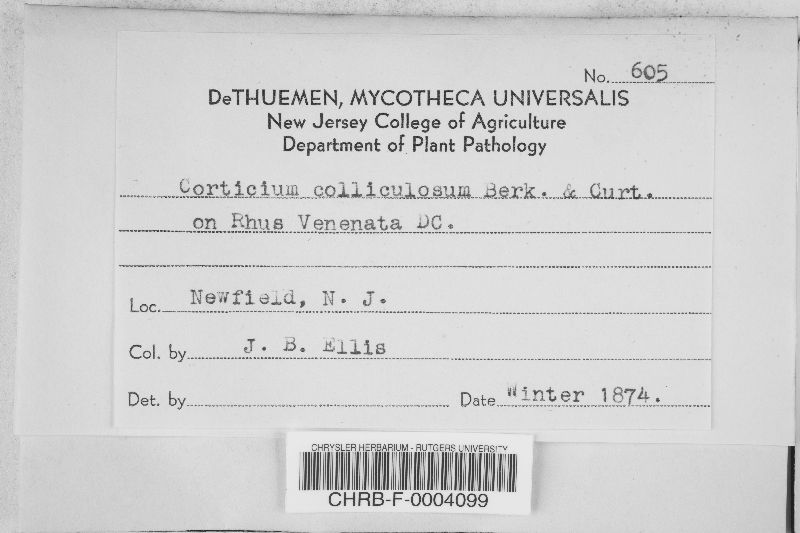 No. 605
DeTHUEMEN, MYCOTHECA UNIVERSALIS
New Jersey College of Agriculture
Department of Plant Pathology
Corticium colliculosum Berk. & Curt.
on Rhus Venenata DC.
Loc. Newfield, N. J.
Col. by J. B. Ellis
Det. by Date Winter 1874.
CHRYSLER HERBARIUM - RUTGERS UNIVERSITY
CHRB-F-0004099